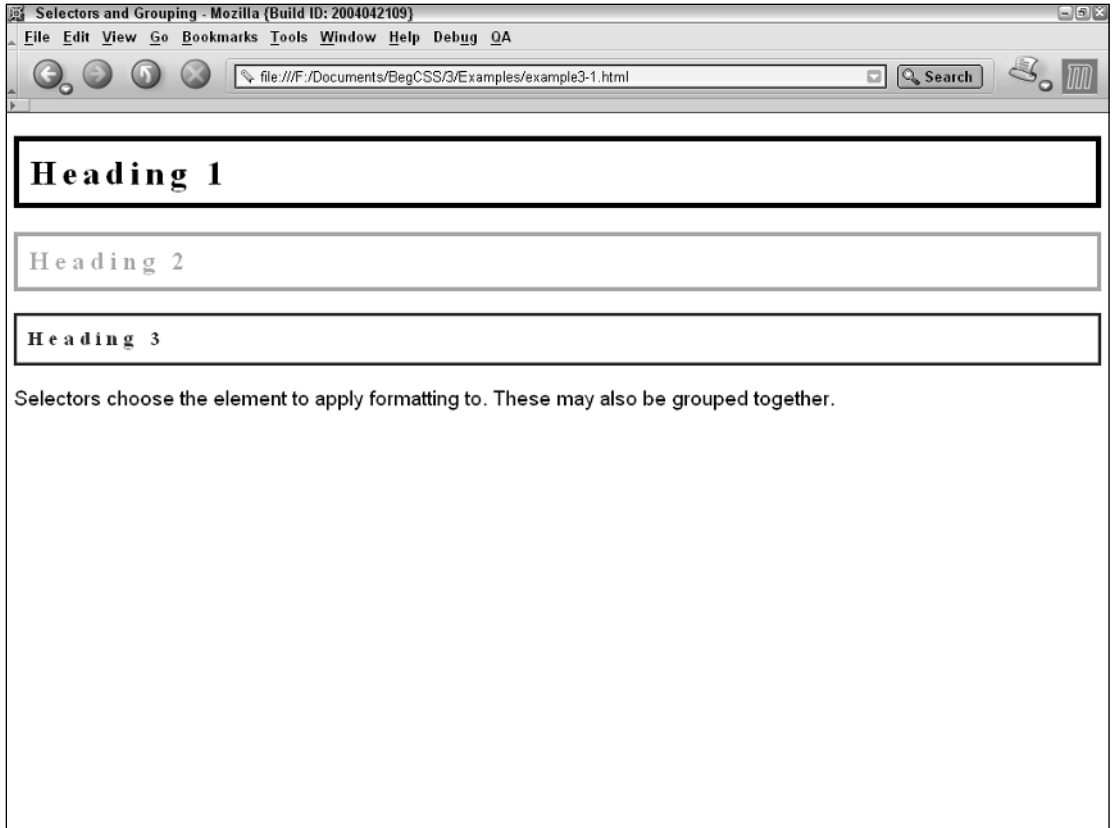 Selectors and Grouping - Mozilla {Build ID: 2004042109}
File Edit View Go Bookmarks Tools Window Help Debug QA
file:///F:/Documents/BegCSS/3/Examples/example3-1.html Search
Heading 1
Heading 2
Heading 3
Selectors choose the element to apply formatting to. These may also be grouped together.